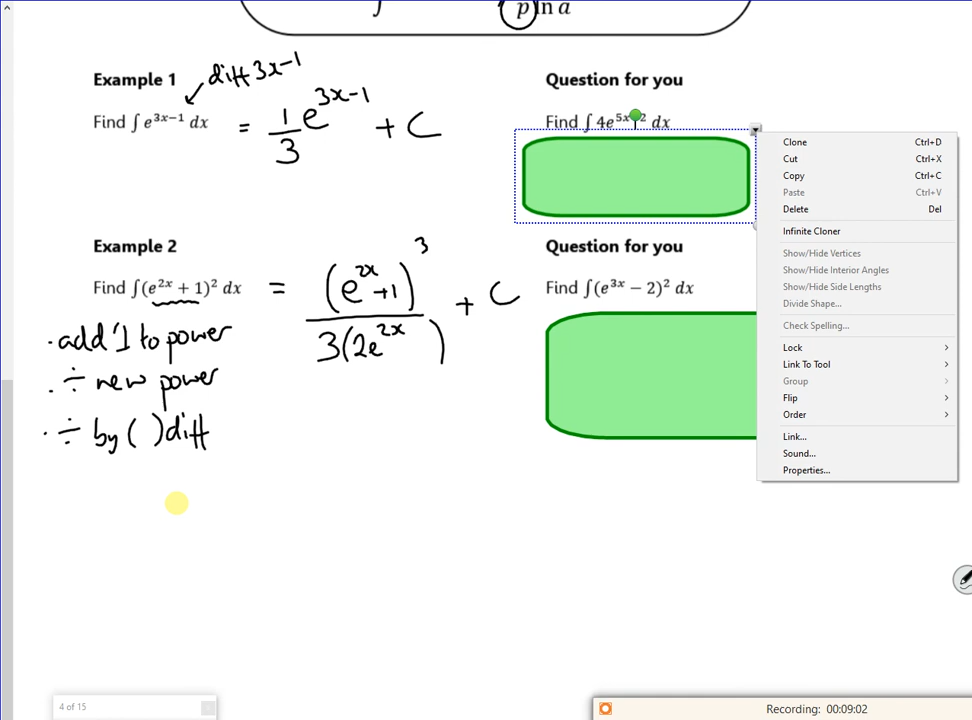 p ln a
Example 1
diff 3x-1
Find ∫ e^{3x−1} dx = 1/3 e^{3x-1} + C
Question for you
Find ∫ 4e^{5x 2} dx
Clone Ctrl+D
Cut Ctrl+X
Copy Ctrl+C
Paste Ctrl+V
Delete Del
Infinite Cloner
Show/Hide Vertices
Show/Hide Interior Angles
Show/Hide Side Lengths
Divide Shape...
Check Spelling...
Lock
Link To Tool
Group
Flip
Order
Link...
Sound...
Properties...
Example 2
Find ∫(e^{2x} + 1)^2 dx = (e^{2x}+1)^3 / 3(2e^{2x}) + C
Question for you
Find ∫(e^{3x} − 2)^2 dx
· add '1 to power
· ÷ new power
· ÷ by ( ) diff
4 of 15
Recording: 00:09:02